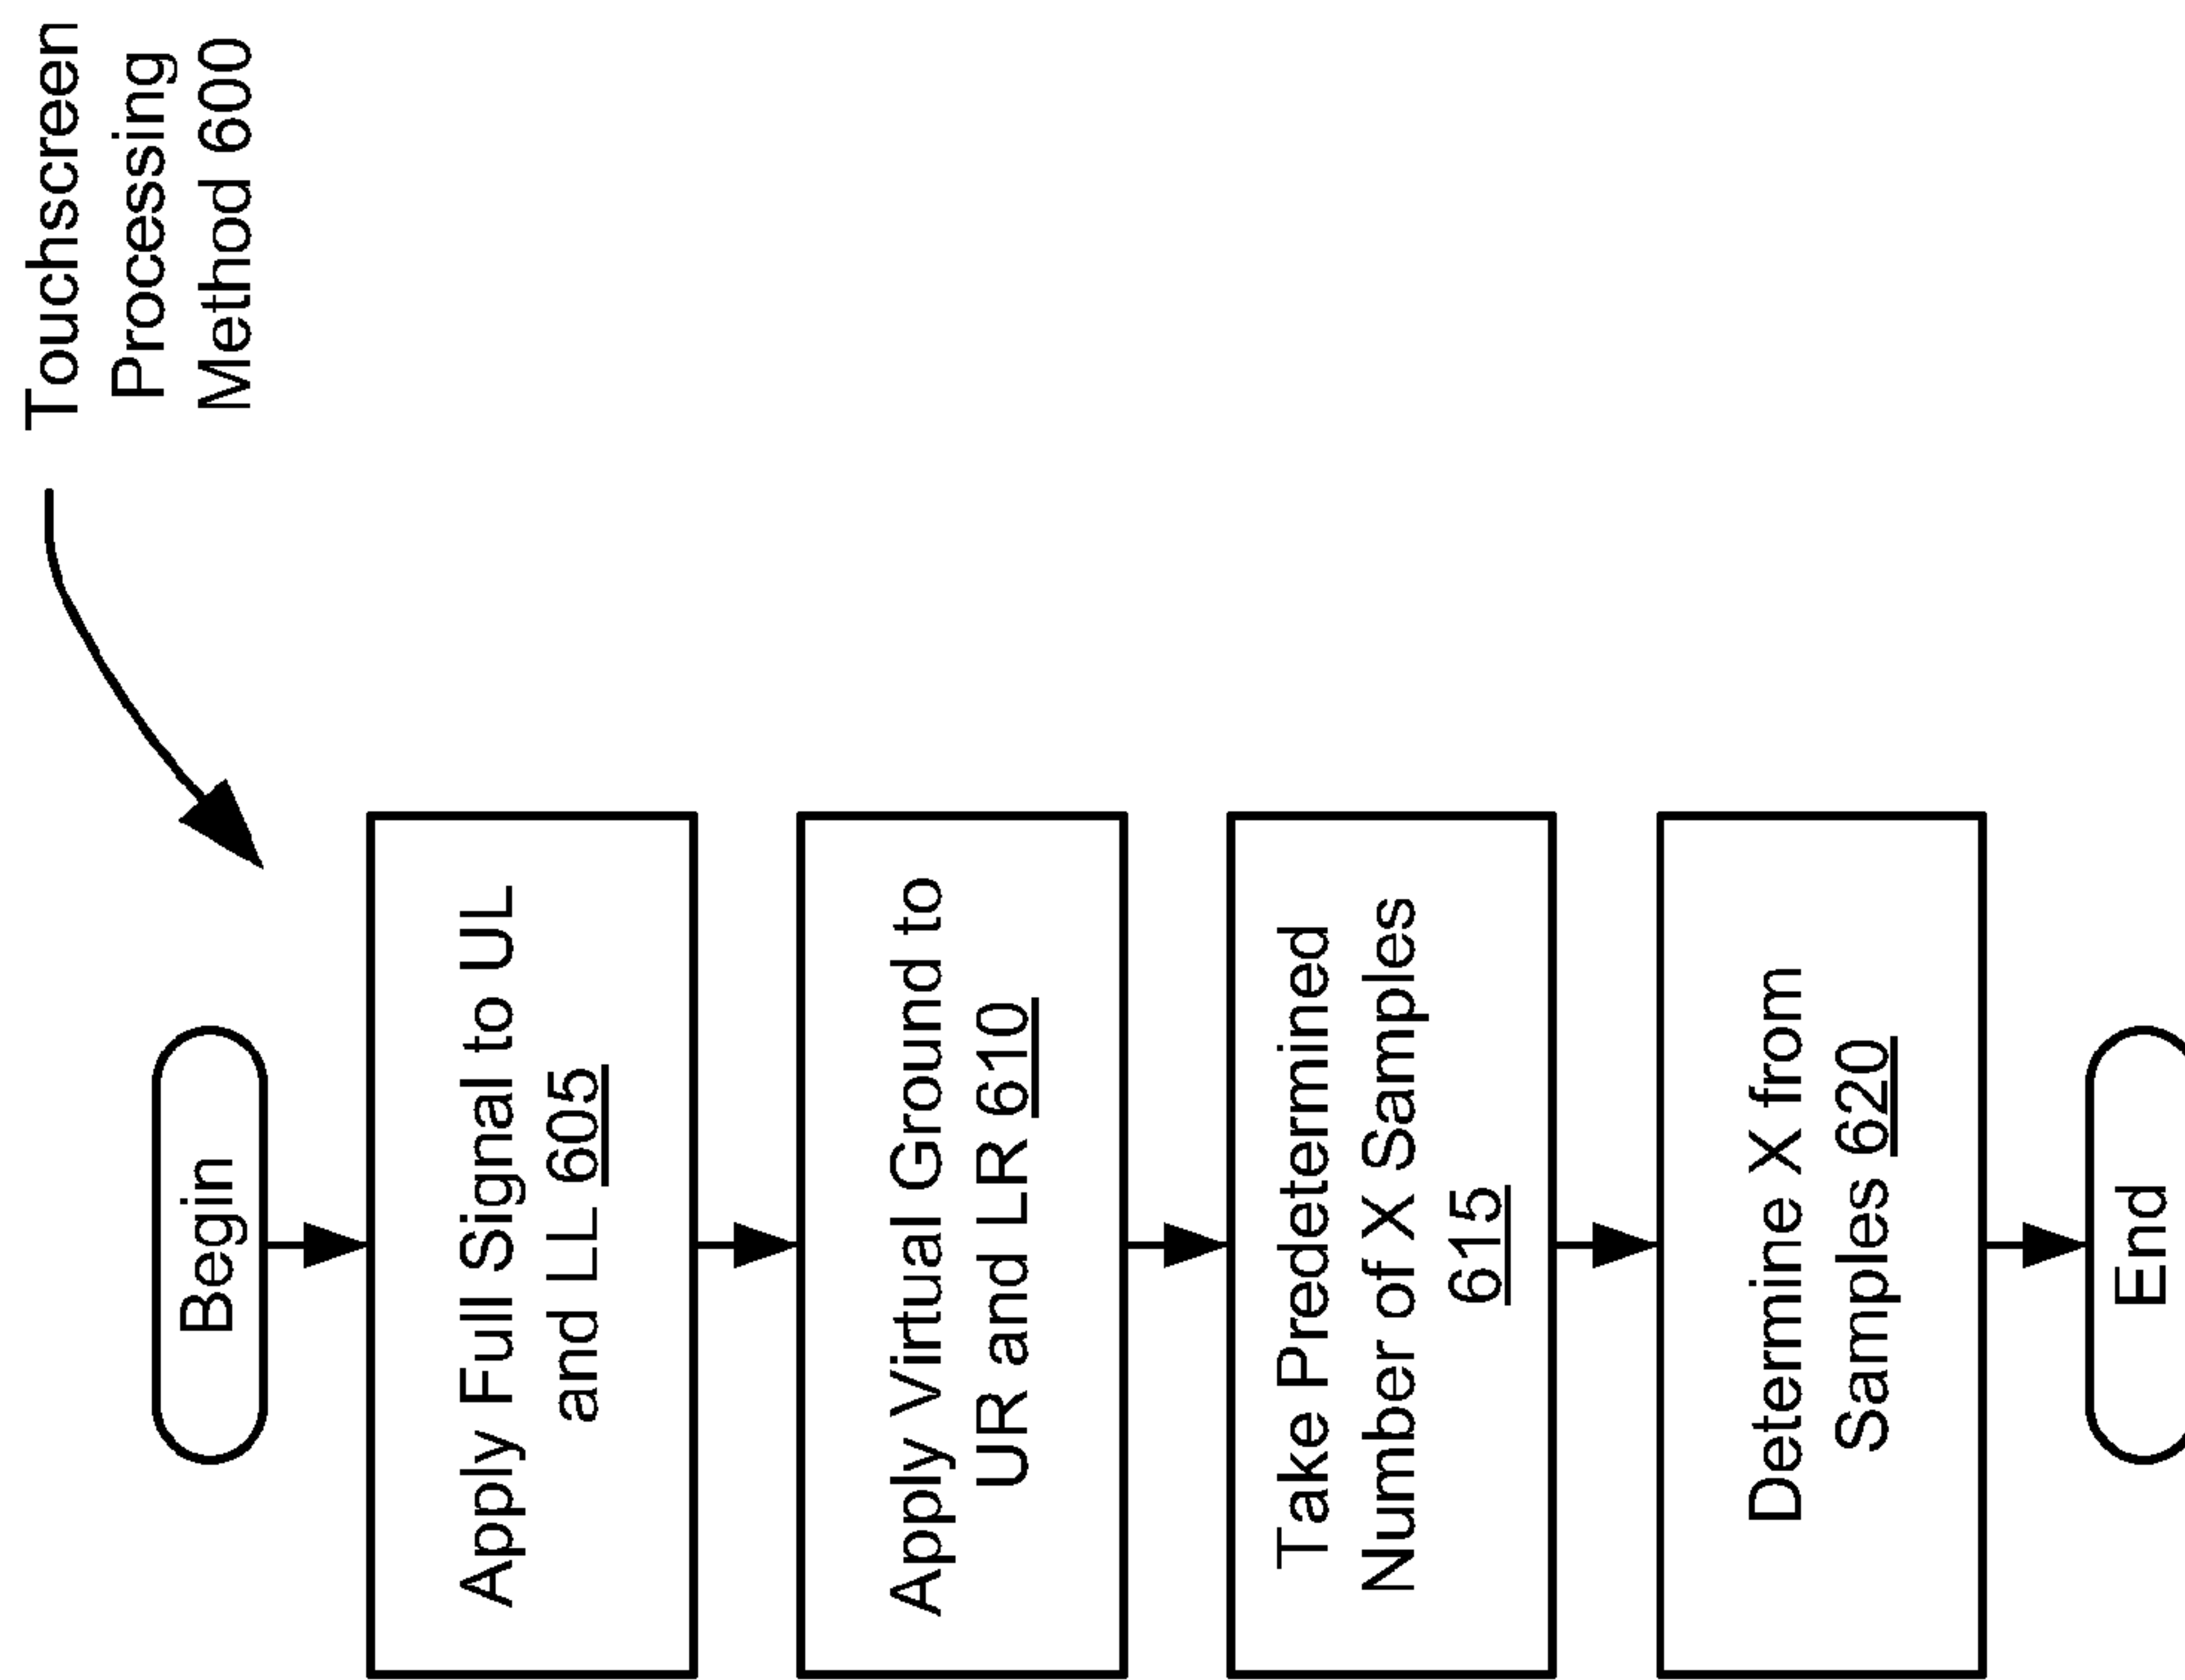 Touchscreen
Processing
Method 600
Begin
Apply Full Signal to UL
and LL 605
Apply Virtual Ground to
UR and LR 610
Take Predetermined
Number of X Samples
615
Determine X from
Samples 620
End